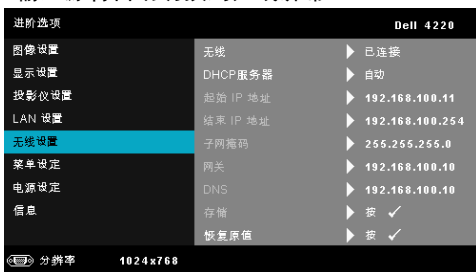 进阶选项 Dell 4220
图像设置
显示设置
投影仪设置
LAN 设置
无线设置
菜单设定
电源设定
信息
无线 已连接
DHCP服务器 自动
起始 IP 地址 192.168.100.11
结束 IP 地址 192.168.100.254
子网掩码 255.255.255.0
网关 192.168.100.10
DNS 192.168.100.10
存储 按 ✓
恢复原值 按 ✓
分辨率 1024x768